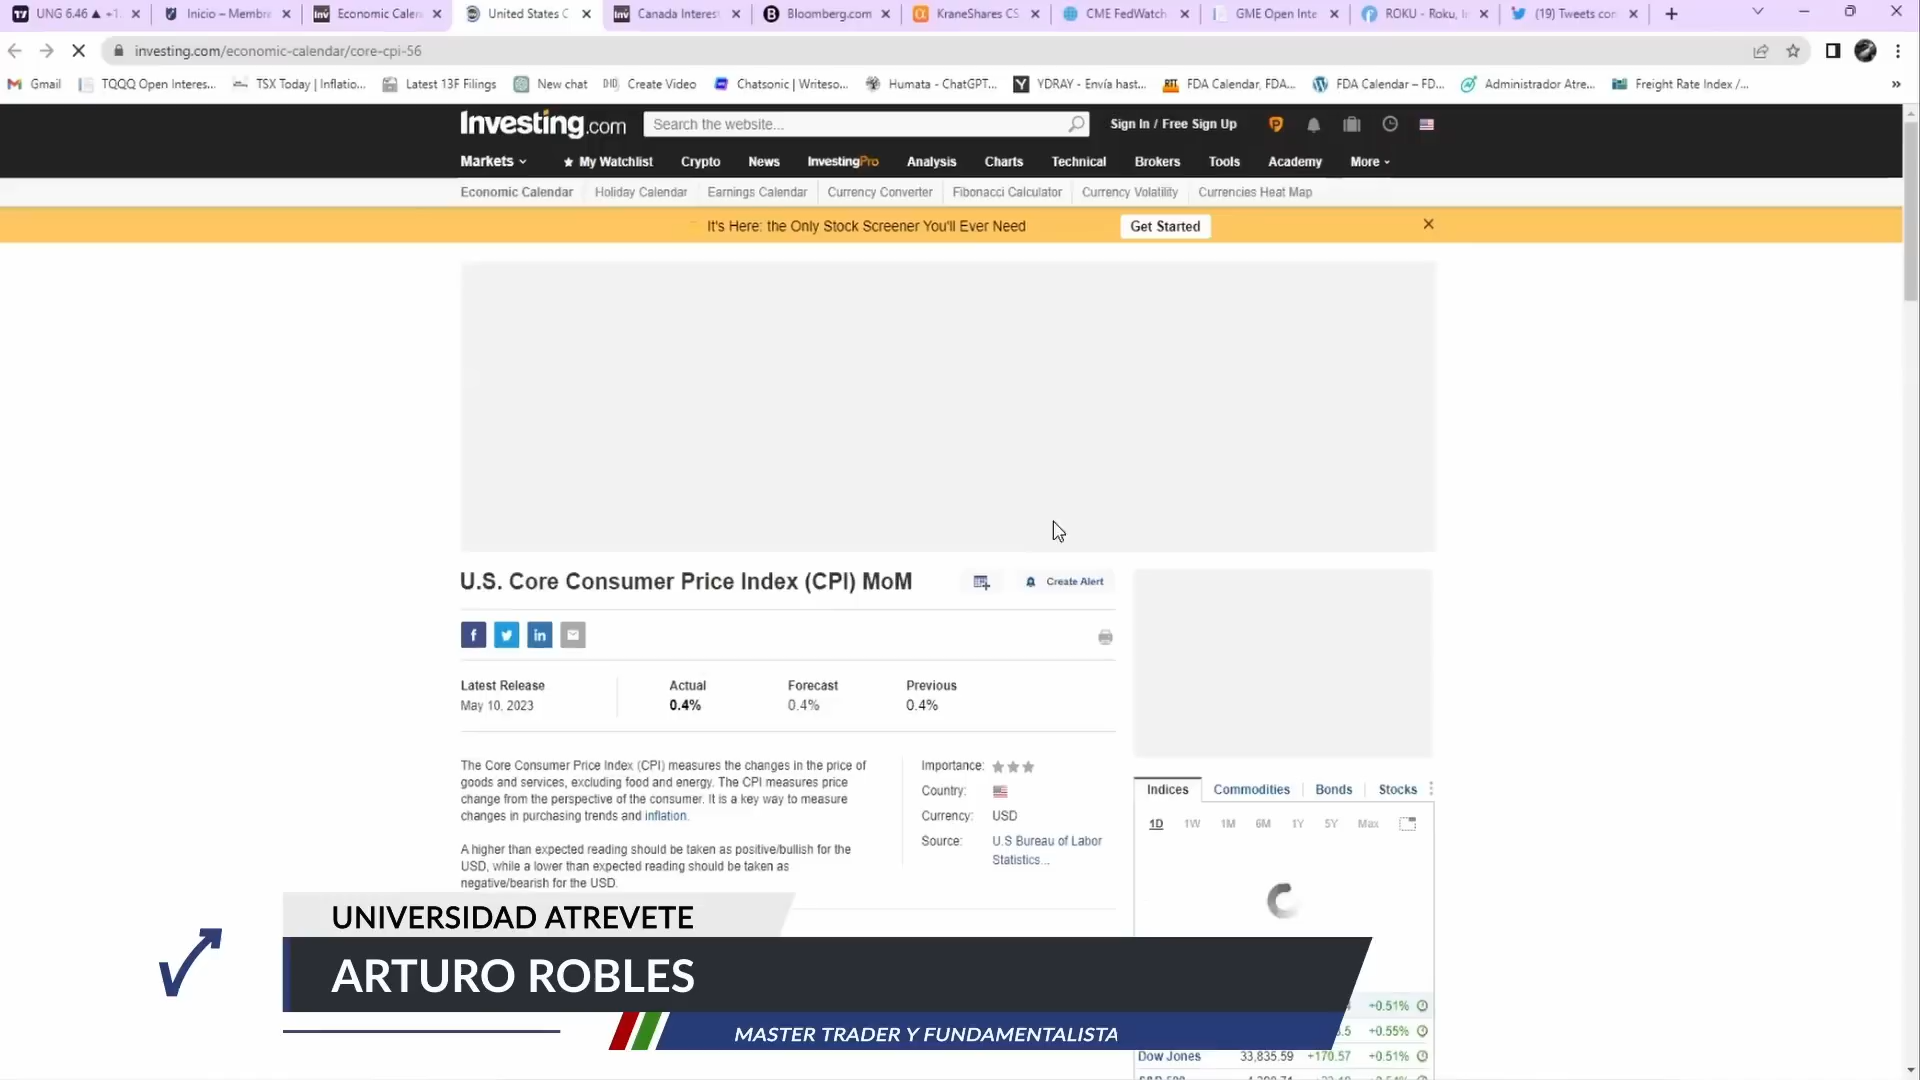 UNG 6.46 ▲ +1.
Inicio – Membre
Economic Calen
United States C
Canada Interest
Bloomberg.com
KraneShares CS
CME FedWatch
GME Open Inte
ROKU - Roku, I
(19) Tweets con
investing.com/economic-calendar/core-cpi-56
Gmail
TQQQ Open Interes...
TSX Today | Inflatio...
Latest 13F Filings
New chat
Create Video
Chatsonic | Writeso...
Humata - ChatGPT...
YDRAY - Envía hast...
FDA Calendar, FDA...
FDA Calendar – FD...
Administrador Atre...
Freight Rate Index /...
»
Investing.com
Search the website...
Sign In / Free Sign Up
Markets
My Watchlist
Crypto
News
InvestingPro
Analysis
Charts
Technical
Brokers
Tools
Academy
More
Economic Calendar
Holiday Calendar
Earnings Calendar
Currency Converter
Fibonacci Calculator
Currency Volatility
Currencies Heat Map
It's Here: the Only Stock Screener You'll Ever Need
Get Started
U.S. Core Consumer Price Index (CPI) MoM
Create Alert
Latest Release
May 10, 2023
Actual
0.4%
Forecast
0.4%
Previous
0.4%
The Core Consumer Price Index (CPI) measures the changes in the price of
goods and services, excluding food and energy. The CPI measures price
change from the perspective of the consumer. It is a key way to measure
changes in purchasing trends and inflation.
A higher than expected reading should be taken as positive/bullish for the
USD, while a lower than expected reading should be taken as
negative/bearish for the USD.
Importance:
Country:
Currency: USD
Source: U.S Bureau of Labor
Statistics...
Indices
Commodities
Bonds
Stocks
1D
1W
1M
6M
1Y
5Y
Max
+0.51%
.5 +0.55%
Dow Jones 33,835.59 +170.57 +0.51%
UNIVERSIDAD ATREVETE
ARTURO ROBLES
MASTER TRADER Y FUNDAMENTALISTA